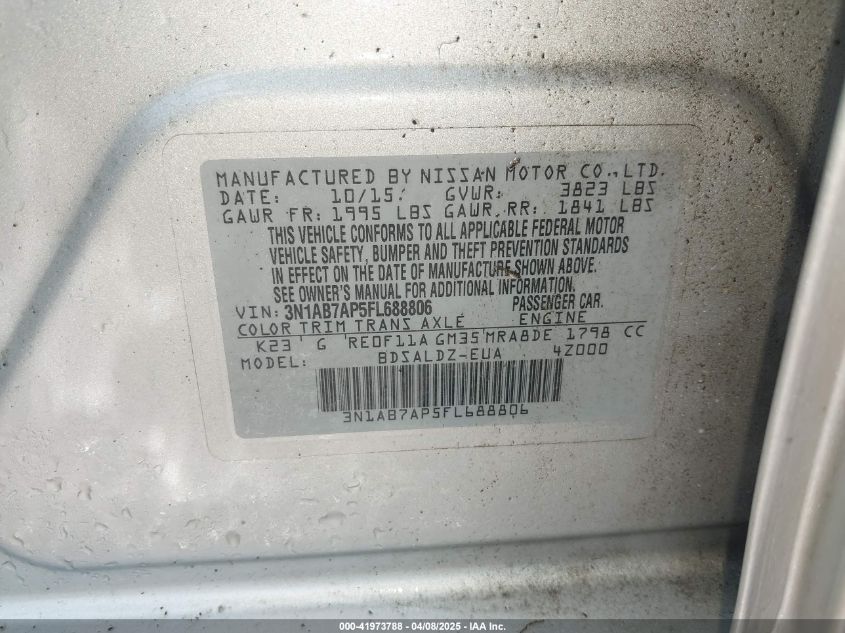 MANUFACTURED BY NISSAN MOTOR CO.,LTD.
DATE: 10/15 GVWR: 3823 LBS
GAWR FR: 1995 LBS GAWR RR: 1841 LBS
THIS VEHICLE CONFORMS TO ALL APPLICABLE FEDERAL MOTOR
VEHICLE SAFETY, BUMPER AND THEFT PREVENTION STANDARDS
IN EFFECT ON THE DATE OF MANUFACTURE SHOWN ABOVE.
SEE OWNER'S MANUAL FOR ADDITIONAL INFORMATION.
VIN: 3N1AB7AP5FL688806 PASSENGER CAR.
COLOR TRIM TRANS AXLE ENGINE
K23 G RE0F11A GM35 MRA8DE 1798 CC
MODEL: BDSALDZ-EUA 4Z000
3N1AB7AP5FL688806
000-41973788 - 04/08/2025 - IAA Inc.